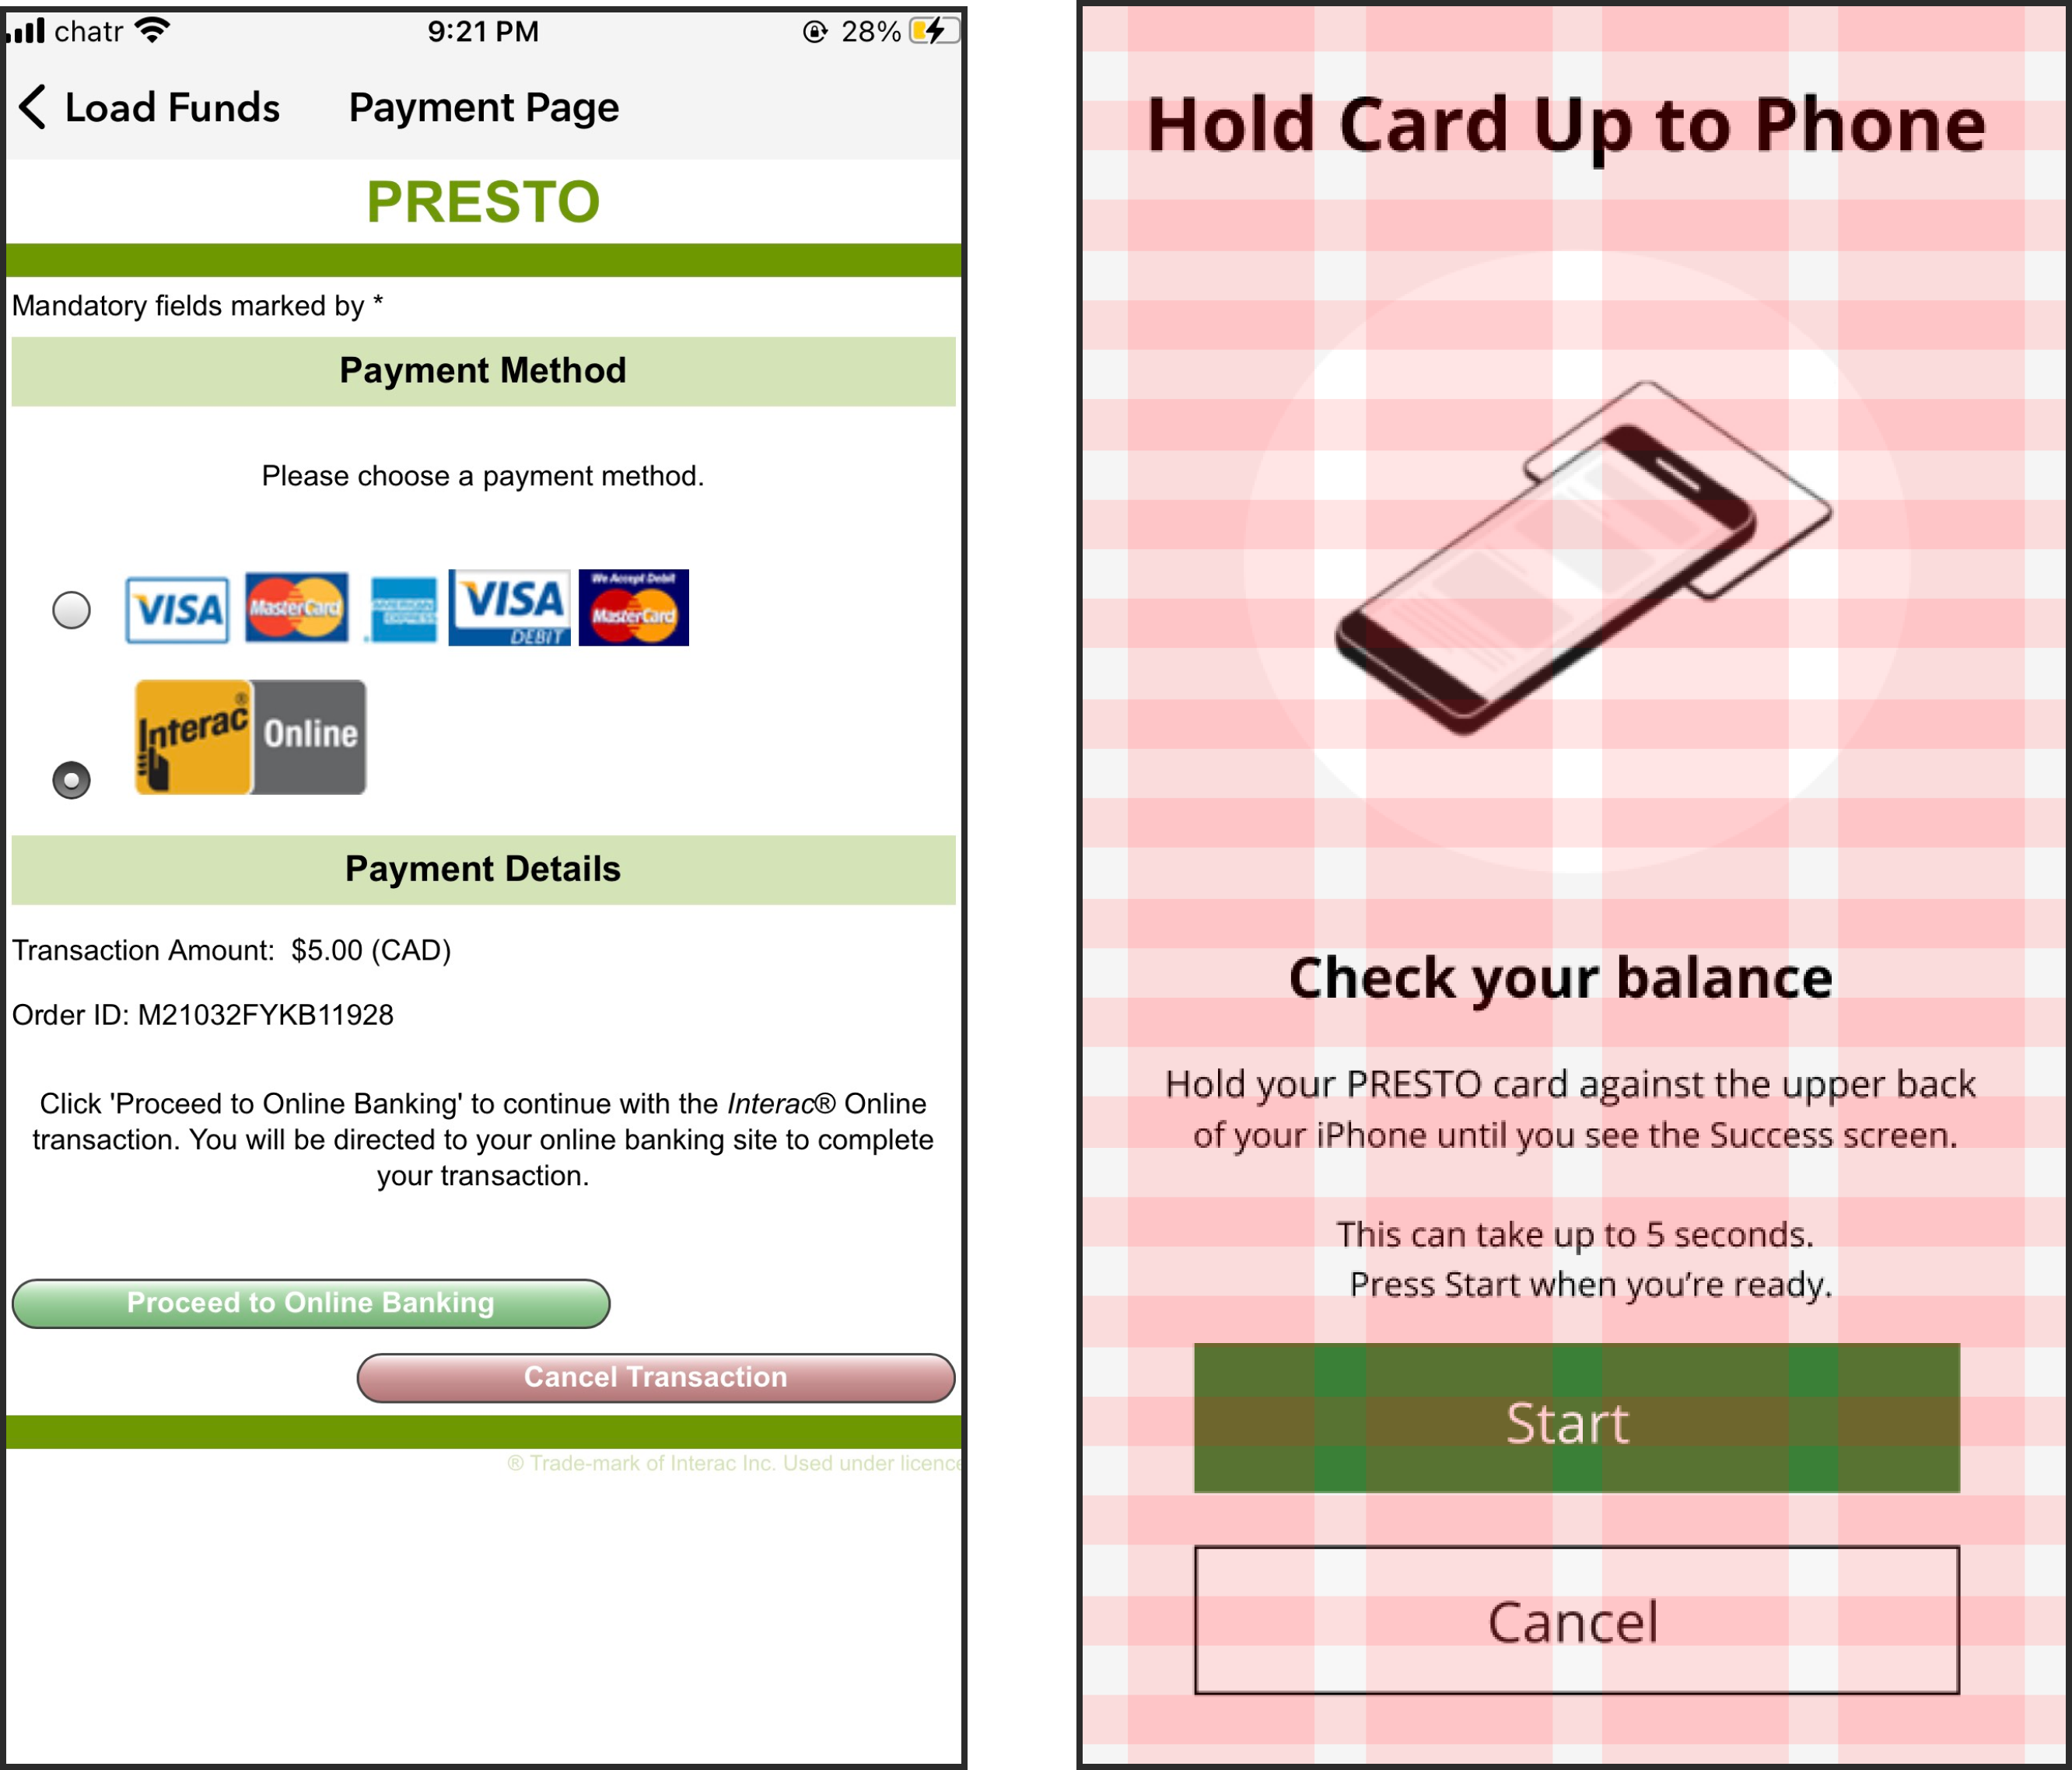 chatr 9:21 PM 28%
Load Funds Payment Page
PRESTO
Mandatory fields marked by *
Payment Method
Please choose a payment method.
VISA MasterCard AMERICAN EXPRESS VISA DEBIT We Accept Debit MasterCard
Interac® Online
Payment Details
Transaction Amount: $5.00 (CAD)
Order ID: M21032FYKB11928
Click 'Proceed to Online Banking' to continue with the Interac® Online
transaction. You will be directed to your online banking site to complete
your transaction.
Proceed to Online Banking
Cancel Transaction
® Trade-mark of Interac Inc. Used under licence
Hold Card Up to Phone
Check your balance
Hold your PRESTO card against the upper back
of your iPhone until you see the Success screen.
This can take up to 5 seconds.
Press Start when you’re ready.
Start
Cancel